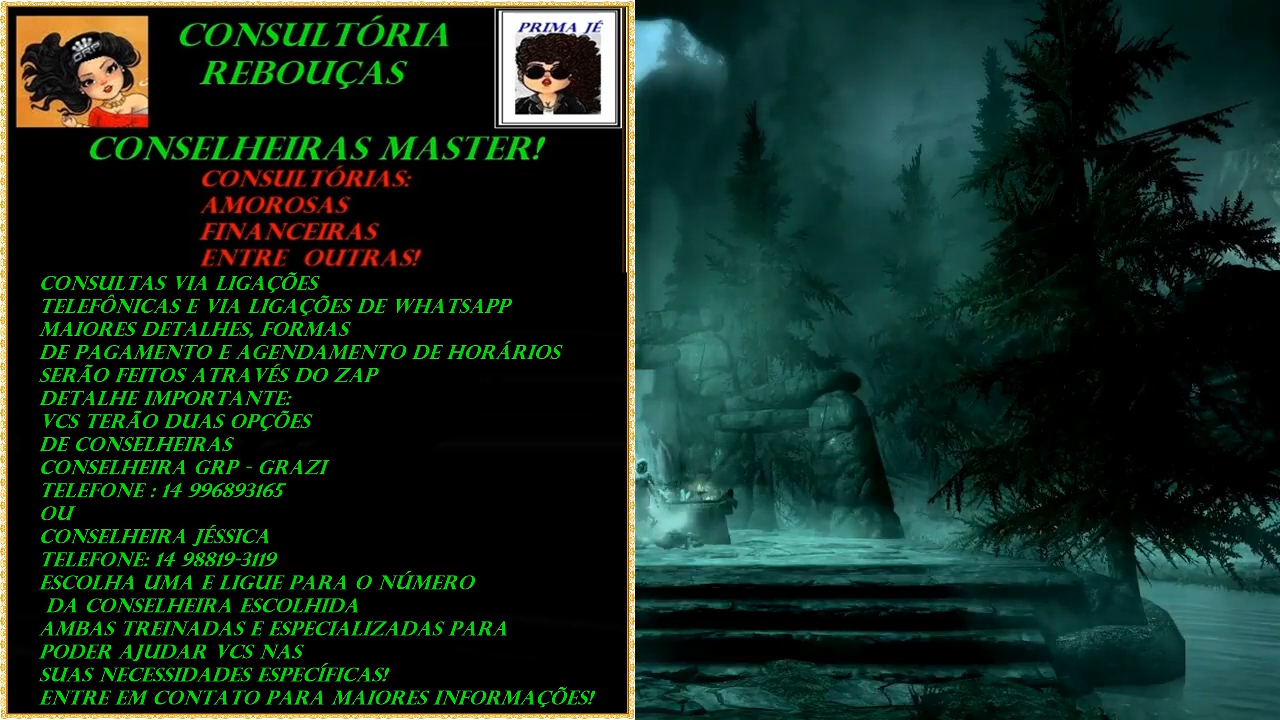 CONSULTÓRIA
REBOUÇAS
GRP
PRIMA JÉ
CONSELHEIRAS MASTER!
CONSULTÓRIAS:
AMOROSAS
FINANCEIRAS
ENTRE OUTRAS!
CONSULTAS VIA LIGAÇÕES
TELEFÔNICAS E VIA LIGAÇÕES DE WHATSAPP
MAIORES DETALHES, FORMAS
DE PAGAMENTO E AGENDAMENTO DE HORÁRIOS
SERÃO FEITOS ATRAVÉS DO ZAP
DETALHE IMPORTANTE:
VCS TERÃO DUAS OPÇÕES
DE CONSELHEIRAS
CONSELHEIRA GRP - GRAZI
TELEFONE : 14 996893165
OU
CONSELHEIRA JÉSSICA
TELEFONE: 14 98819-3119
ESCOLHA UMA E LIGUE PARA O NÚMERO
DA CONSELHEIRA ESCOLHIDA
AMBAS TREINADAS E ESPECIALIZADAS PARA
PODER AJUDAR VCS NAS
SUAS NECESSIDADES ESPECÍFICAS!
ENTRE EM CONTATO PARA MAIORES INFORMAÇÕES!